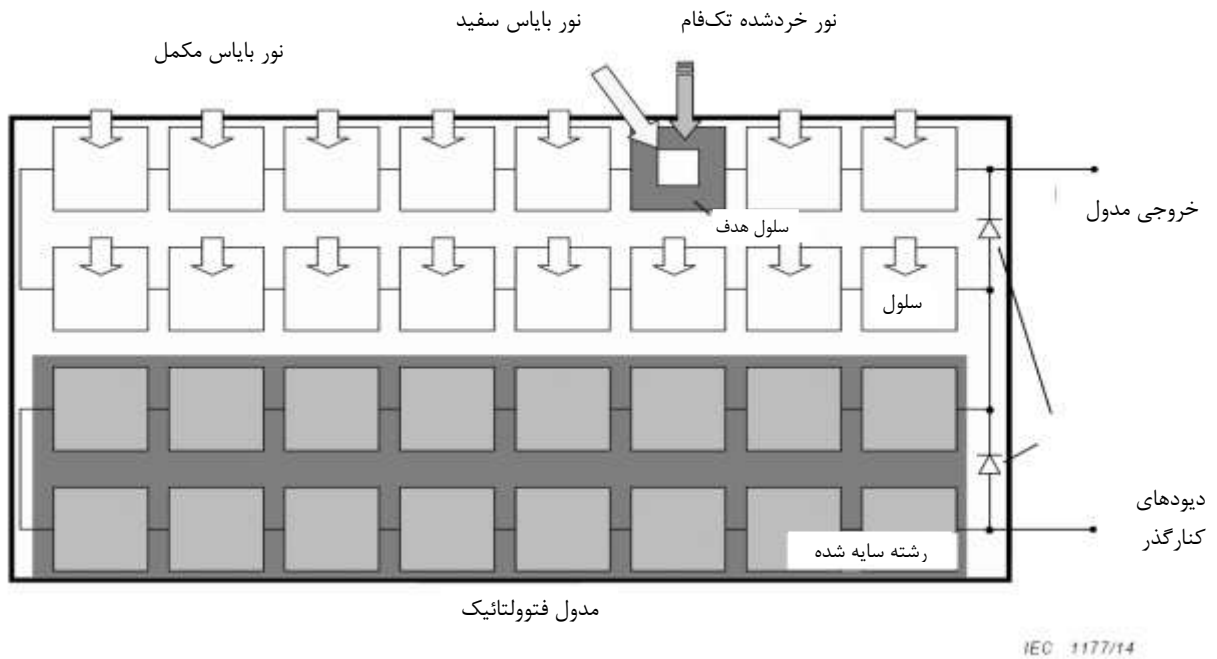 نور خردشده تک‌فام
نور بایاس سفید
نور بایاس مکمل
خروجی مدول
سلول هدف
سلول
دیودهای
کنارگذر
رشته سایه شده
مدول فتوولتائیک
IEC 1177/14